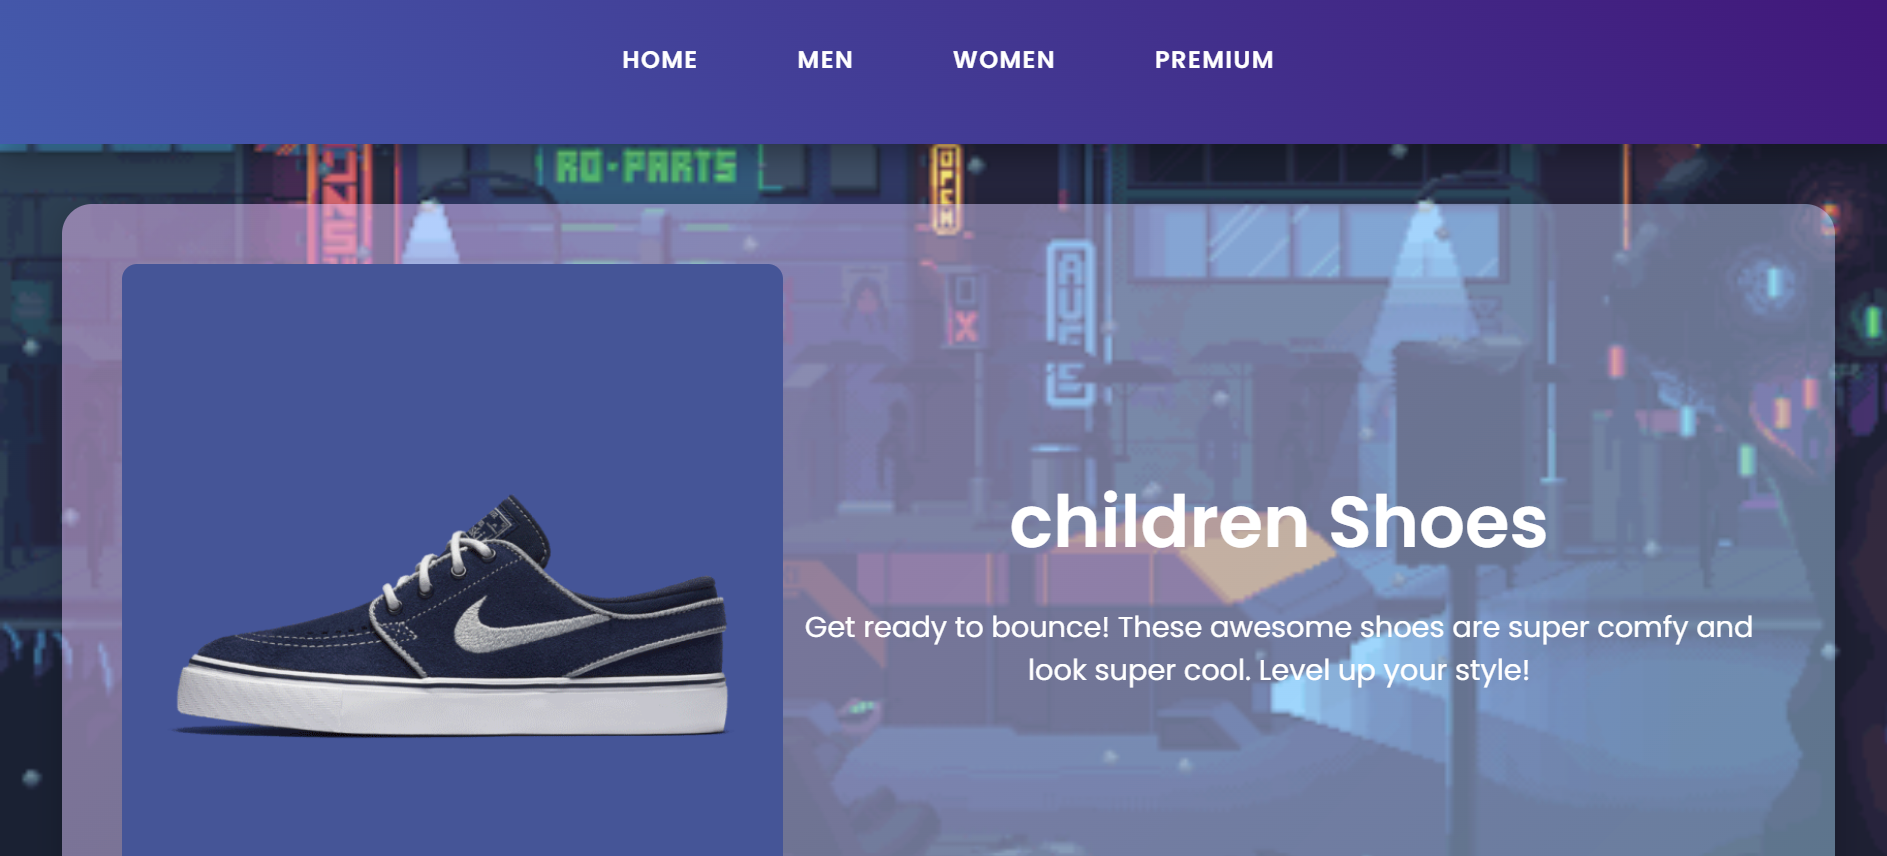 HOME MEN WOMEN PREMIUM
RO-PARTS
OPEN
children Shoes
Get ready to bounce! These awesome shoes are super comfy and
look super cool. Level up your style!